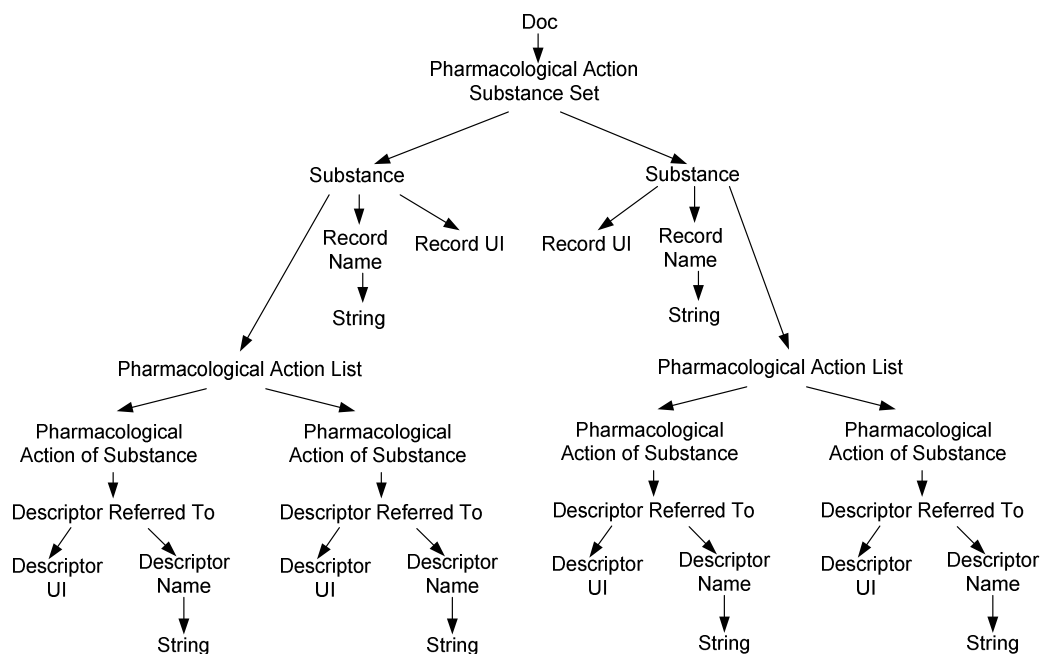 Doc
Pharmacological Action
Substance Set
Substance
Substance
Record
Name
Record UI
Record UI
Record
Name
String
String
Pharmacological Action List
Pharmacological Action List
Pharmacological
Action of Substance
Pharmacological
Action of Substance
Pharmacological
Action of Substance
Pharmacological
Action of Substance
Descriptor Referred To
Descriptor Referred To
Descriptor Referred To
Descriptor Referred To
Descriptor
UI
Descriptor
Name
Descriptor
UI
Descriptor
Name
Descriptor
UI
Descriptor
Name
Descriptor
UI
Descriptor
Name
String
String
String
String